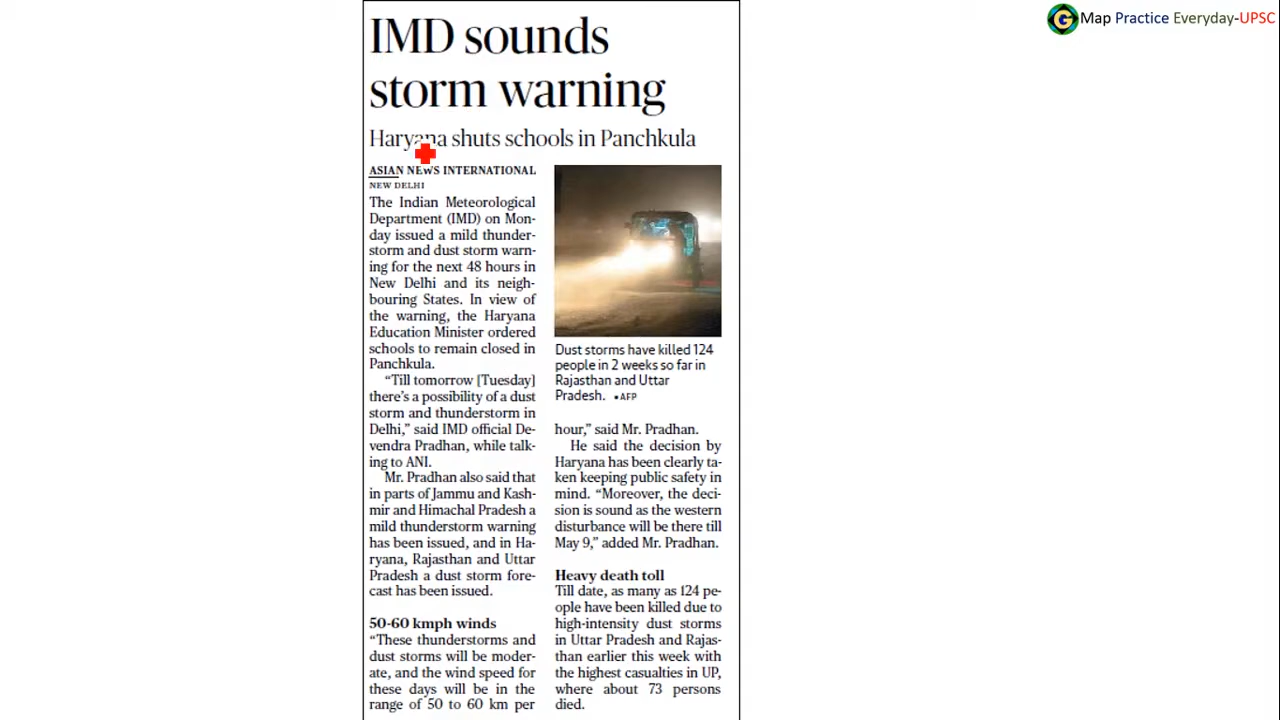 Map Practice Everyday-UPSC
IMD sounds
storm warning
Haryana shuts schools in Panchkula
ASIAN NEWS INTERNATIONAL
NEW DELHI
The Indian Meteorological
Department (IMD) on Mon-
day issued a mild thunder-
storm and dust storm warn-
ing for the next 48 hours in
New Delhi and its neigh-
bouring States. In view of
the warning, the Haryana
Education Minister ordered
schools to remain closed in
Panchkula.
“Till tomorrow [Tuesday]
there’s a possibility of a dust
storm and thunderstorm in
Delhi,” said IMD official De-
vendra Pradhan, while talk-
ing to ANI.
Mr. Pradhan also said that
in parts of Jammu and Kash-
mir and Himachal Pradesh a
mild thunderstorm warning
has been issued, and in Ha-
ryana, Rajasthan and Uttar
Pradesh a dust storm fore-
cast has been issued.
50-60 kmph winds
“These thunderstorms and
dust storms will be moder-
ate, and the wind speed for
these days will be in the
range of 50 to 60 km per
Dust storms have killed 124
people in 2 weeks so far in
Rajasthan and Uttar
Pradesh. •AFP
hour,” said Mr. Pradhan.
He said the decision by
Haryana has been clearly ta-
ken keeping public safety in
mind. “Moreover, the deci-
sion is sound as the western
disturbance will be there till
May 9,” added Mr. Pradhan.
Heavy death toll
Till date, as many as 124 pe-
ople have been killed due to
high-intensity dust storms
in Uttar Pradesh and Rajas-
than earlier this week with
the highest casualties in UP,
where about 73 persons
died.